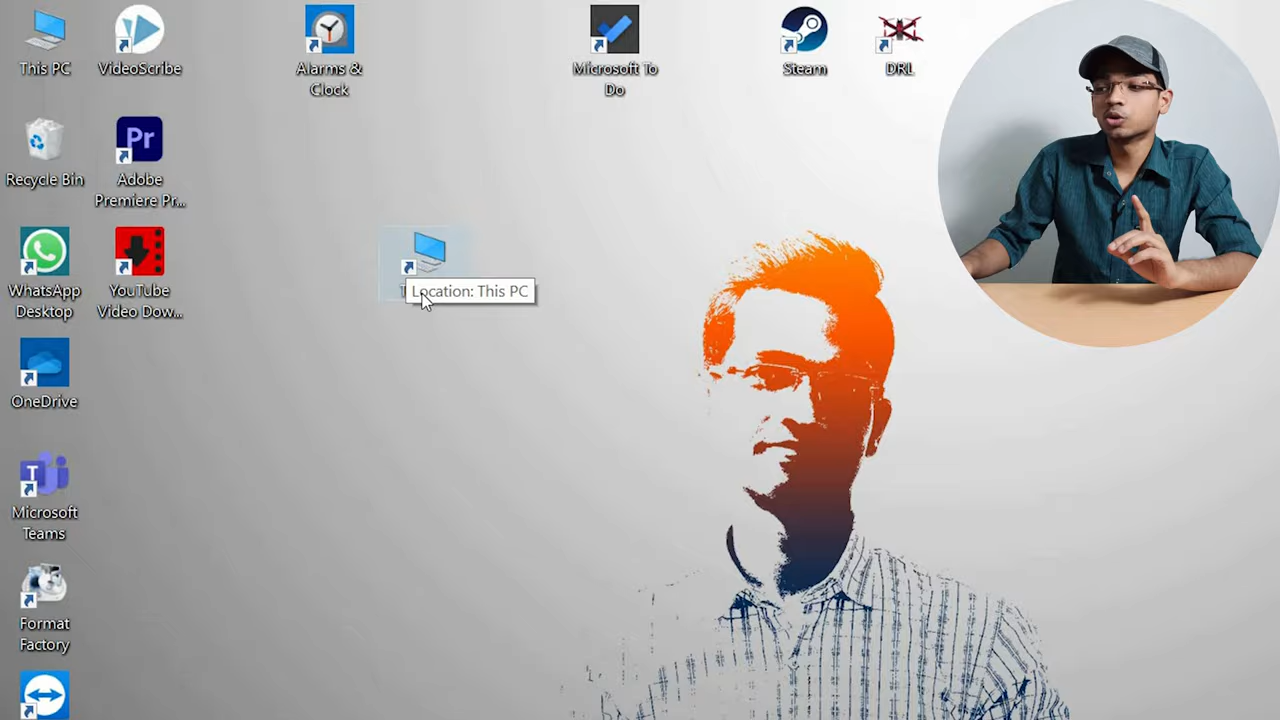 This PC
VideoScribe
Alarms &
Clock
Microsoft To
Do
Steam
DRL
Recycle Bin
Pr
Adobe
Premiere Pr...
WhatsApp
Desktop
YouTube
Video Dow...
Location: This PC
OneDrive
T
Microsoft
Teams
Format
Factory